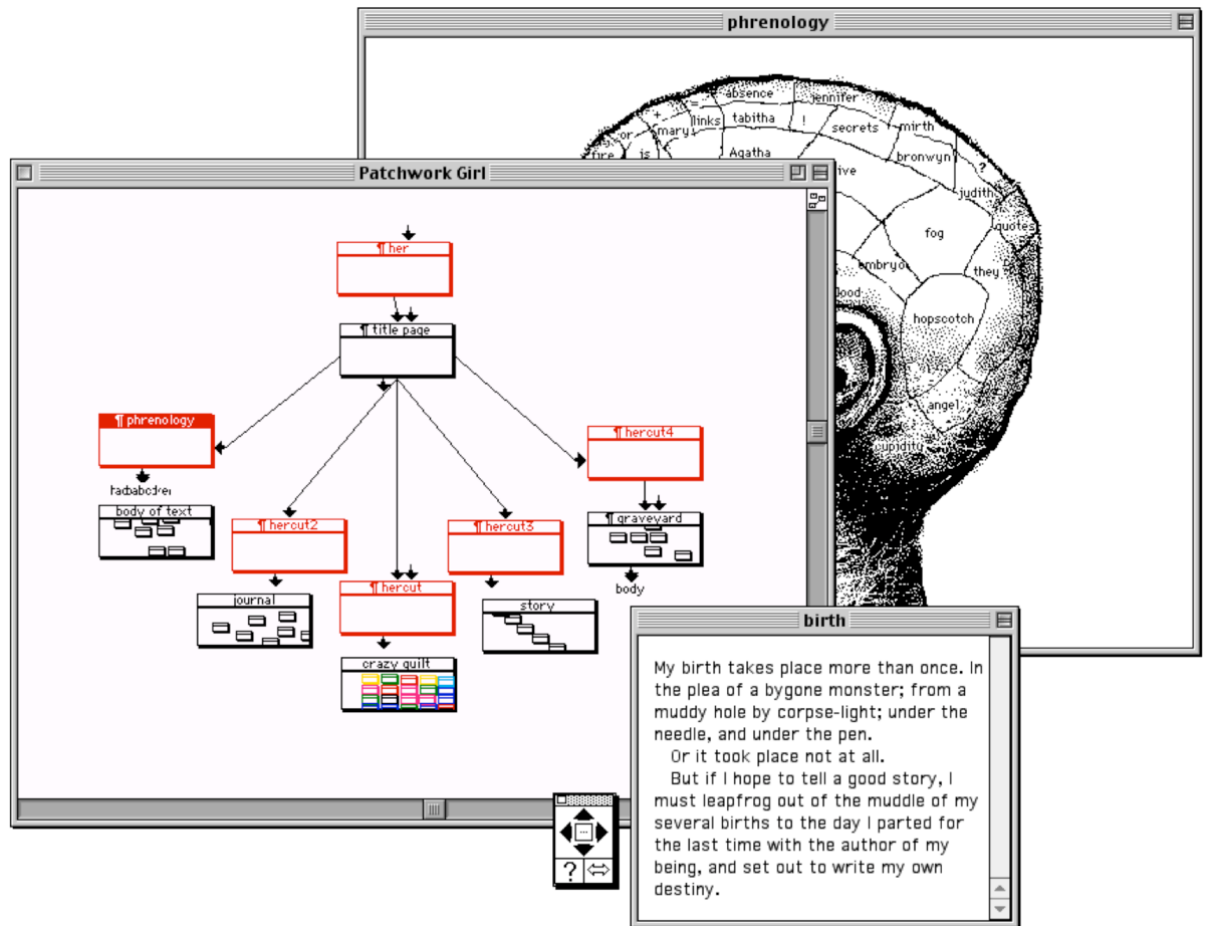 phrenology
absence
jennifer
= 
+
links
tabitha
!
secrets
mirth
or
mary
fire
is
Agatha
bronwyn
?
ive
judith
quotes
fog
embryo
they
Good
hopscotch
angel
cupidity
Patchwork Girl
¶ her
¶ title page
¶ phrenology
¶ hercut4
body of text
¶ hercut2
¶ hercut3
¶ graveyard
¶ hercut
body
journal
story
crazy quilt
?
birth
My birth takes place more than once. In
the plea of a bygone monster; from a
muddy hole by corpse-light; under the
needle, and under the pen.
Or it took place not at all.
But if I hope to tell a good story, I
must leapfrog out of the muddle of my
several births to the day I parted for
the last time with the author of my
being, and set out to write my own
destiny.